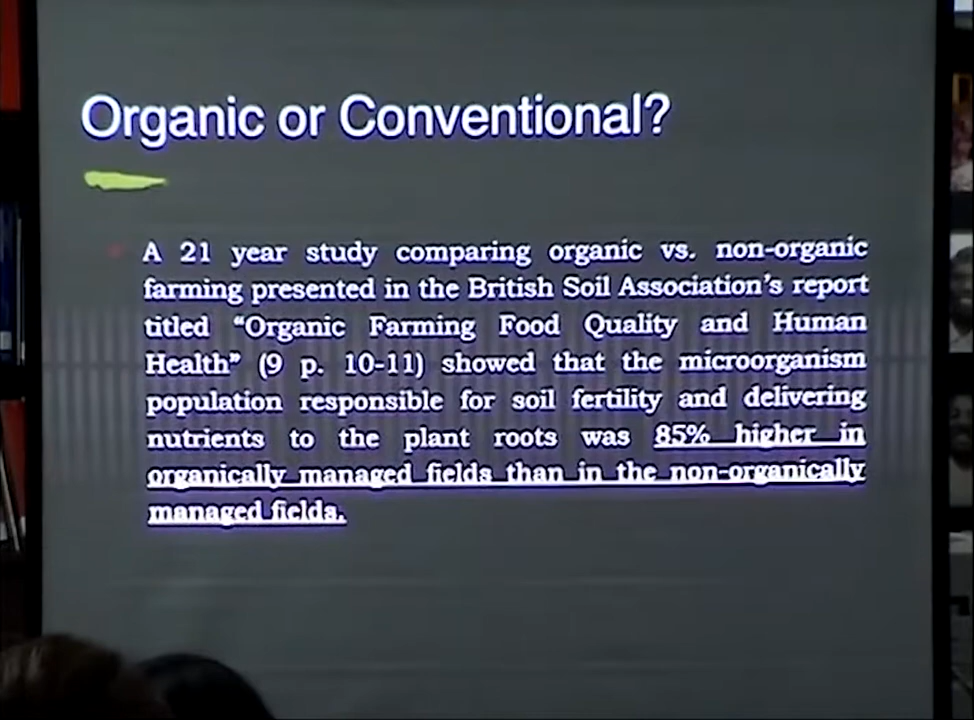 Organic or Conventional?
A 21 year study comparing organic vs. non-organic
farming presented in the British Soil Association's report
titled "Organic Farming Food Quality and Human
Health" (9 p. 10-11) showed that the microorganism
population responsible for soil fertility and delivering
nutrients to the plant roots was 85% higher in
organically managed fields than in the non-organically
managed fields.